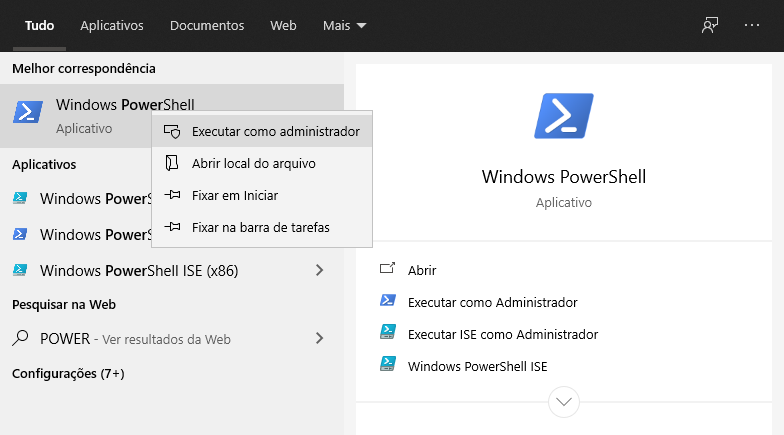 Tudo Aplicativos Documentos Web Mais
Melhor correspondência
Windows PowerShell
Aplicativo
Executar como administrador
Abrir local do arquivo
Fixar em Iniciar
Fixar na barra de tarefas
Aplicativos
Windows PowerS
Windows PowerS
Windows PowerShell ISE (x86)
Pesquisar na Web
POWER - Ver resultados da Web
Configurações (7+)
Windows PowerShell
Aplicativo
Abrir
Executar como Administrador
Executar ISE como Administrador
Windows PowerShell ISE